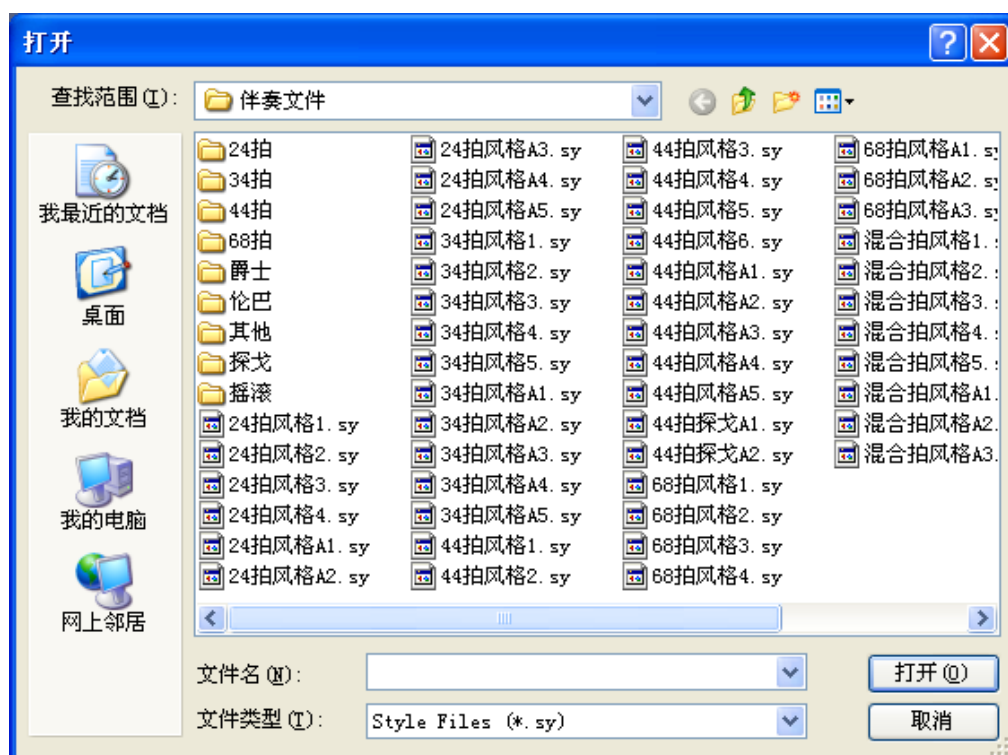 打开
查找范围(I):
伴奏文件
我最近的文档
桌面
我的文档
我的电脑
网上邻居
24拍
34拍
44拍
68拍
爵士
伦巴
其他
探戈
摇滚
24拍风格1.sy
24拍风格2.sy
24拍风格3.sy
24拍风格4.sy
24拍风格A1.sy
24拍风格A2.sy
24拍风格A3.sy
24拍风格A4.sy
24拍风格A5.sy
34拍风格1.sy
34拍风格2.sy
34拍风格3.sy
34拍风格4.sy
34拍风格5.sy
34拍风格A1.sy
34拍风格A2.sy
34拍风格A3.sy
34拍风格A4.sy
34拍风格A5.sy
44拍风格1.sy
44拍风格2.sy
44拍风格3.sy
44拍风格4.sy
44拍风格5.sy
44拍风格6.sy
44拍风格A1.sy
44拍风格A2.sy
44拍风格A3.sy
44拍风格A4.sy
44拍风格A5.sy
44拍探戈A1.sy
44拍探戈A2.sy
68拍风格1.sy
68拍风格2.sy
68拍风格3.sy
68拍风格4.sy
68拍风格A1.sy
68拍风格A2.sy
68拍风格A3.sy
混合拍风格1.
混合拍风格2.
混合拍风格3.
混合拍风格4.
混合拍风格5.
混合拍风格A1.
混合拍风格A2.
混合拍风格A3.
文件名(N):
打开(O)
文件类型(T):
Style Files (*.sy)
取消